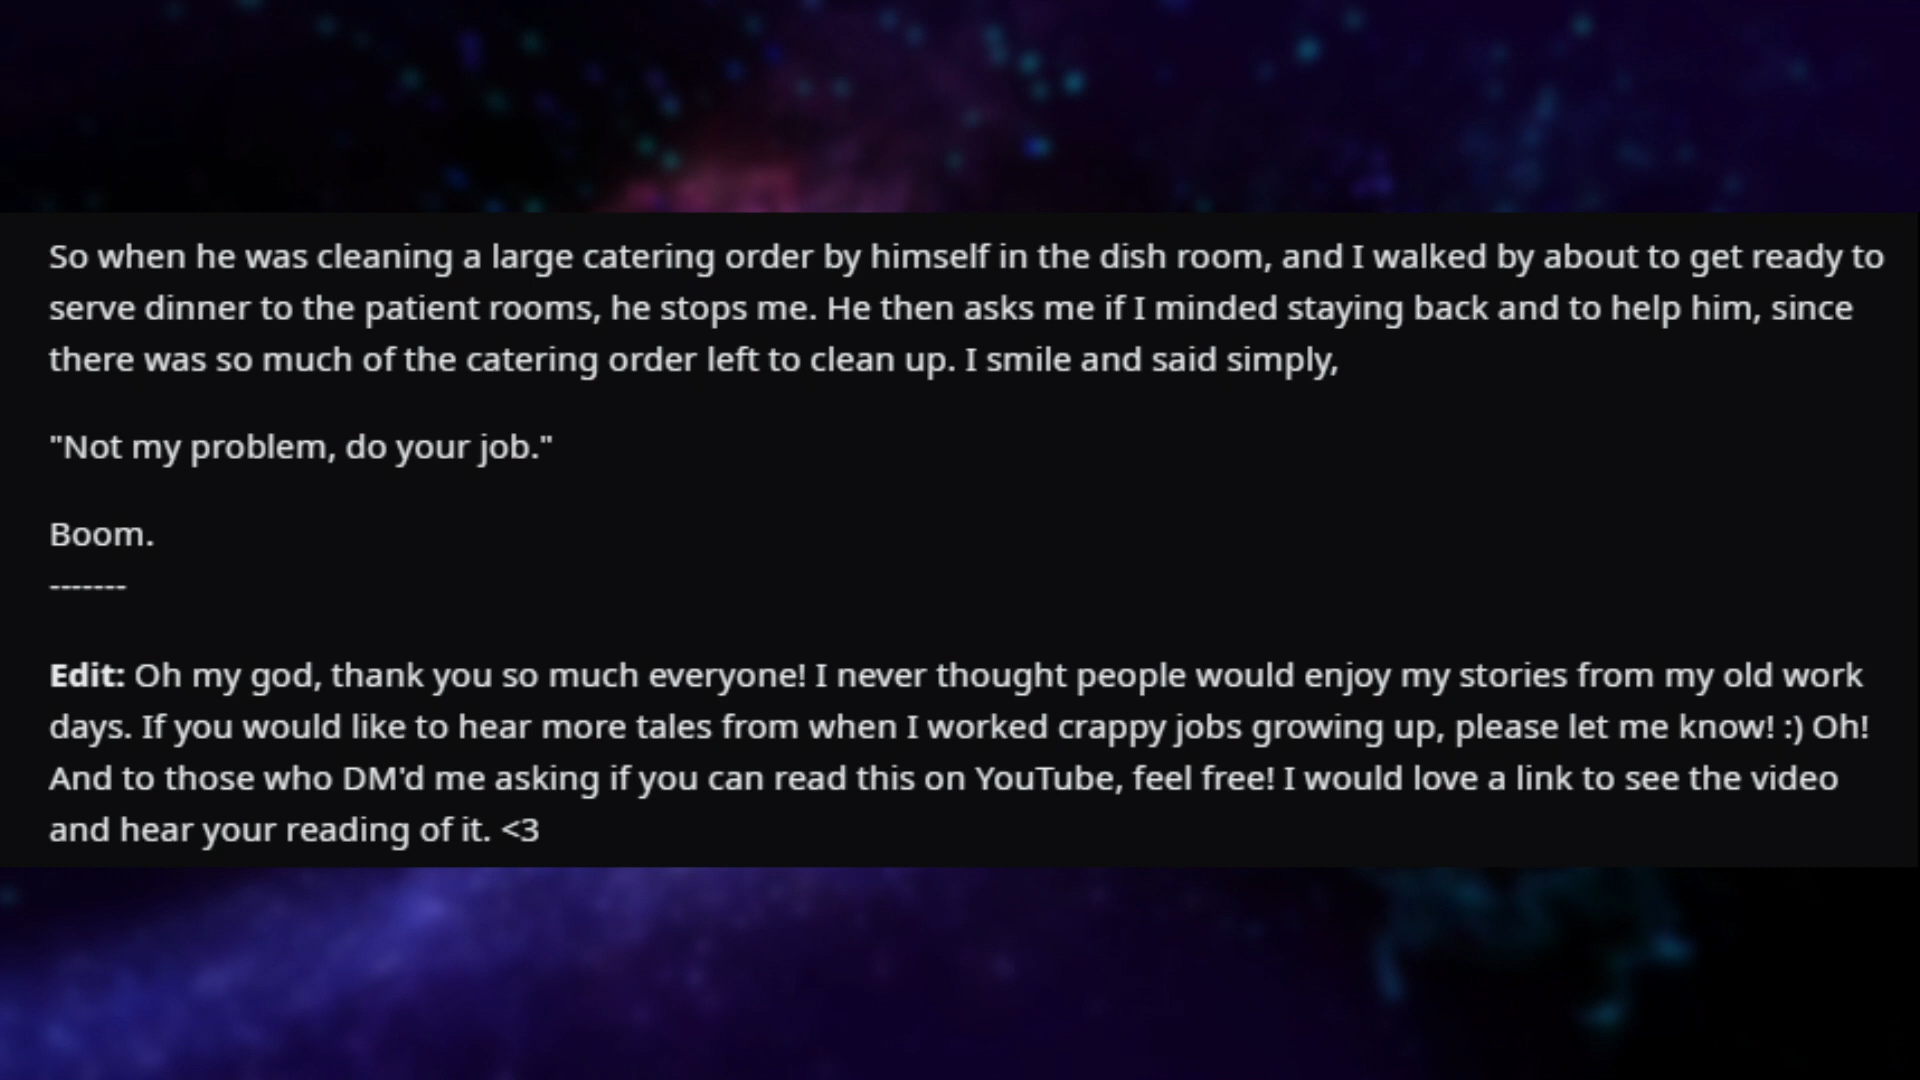 So when he was cleaning a large catering order by himself in the dish room, and I walked by about to get ready to
serve dinner to the patient rooms, he stops me. He then asks me if I minded staying back and to help him, since
there was so much of the catering order left to clean up. I smile and said simply,
"Not my problem, do your job."
Boom.
-------
Edit: Oh my god, thank you so much everyone! I never thought people would enjoy my stories from my old work
days. If you would like to hear more tales from when I worked crappy jobs growing up, please let me know! :) Oh!
And to those who DM'd me asking if you can read this on YouTube, feel free! I would love a link to see the video
and hear your reading of it. <3